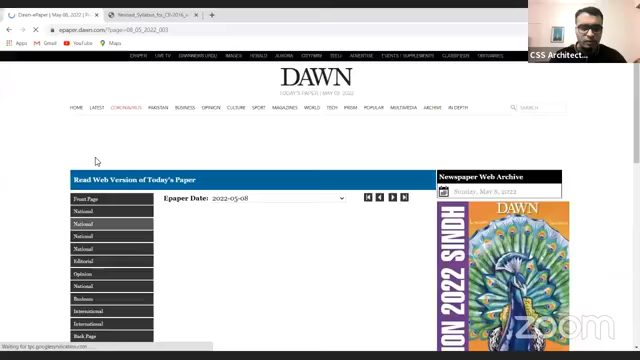 Dawn-ePaper | May 08, 2022 | F
Revised_Syllabus_for_CE-2016_
epaper.dawn.com/?page=08_05_2022_003
Apps
Gmail
YouTube
Maps
CSS Architect...
EPAPER LIVE TV DAWNNEWS URDU IMAGES HERALD AURORA CITYFM89 TEELI ADVERTISE EVENTS / SUPPLEMENTS CLASSIFIEDS OBITUARIES
DAWN
TODAY'S PAPER | MAY 09, 2022
HOME LATEST CORONAVIRUS PAKISTAN BUSINESS OPINION CULTURE SPORT MAGAZINES WORLD TECH PRISM POPULAR MULTIMEDIA ARCHIVE IN DEPTH
SEARCH
Read Web Version of Today's Paper
Newspaper Web Archive
Epaper Date: 2022-05-08
Sunday, May 8, 2022
Front Page
National
National
National
National
Editorial
Opinion
National
Business
International
International
Back Page
DAWN
ION 2022 SINDH
zoom
Waiting for tpc.googlesyndication.com...